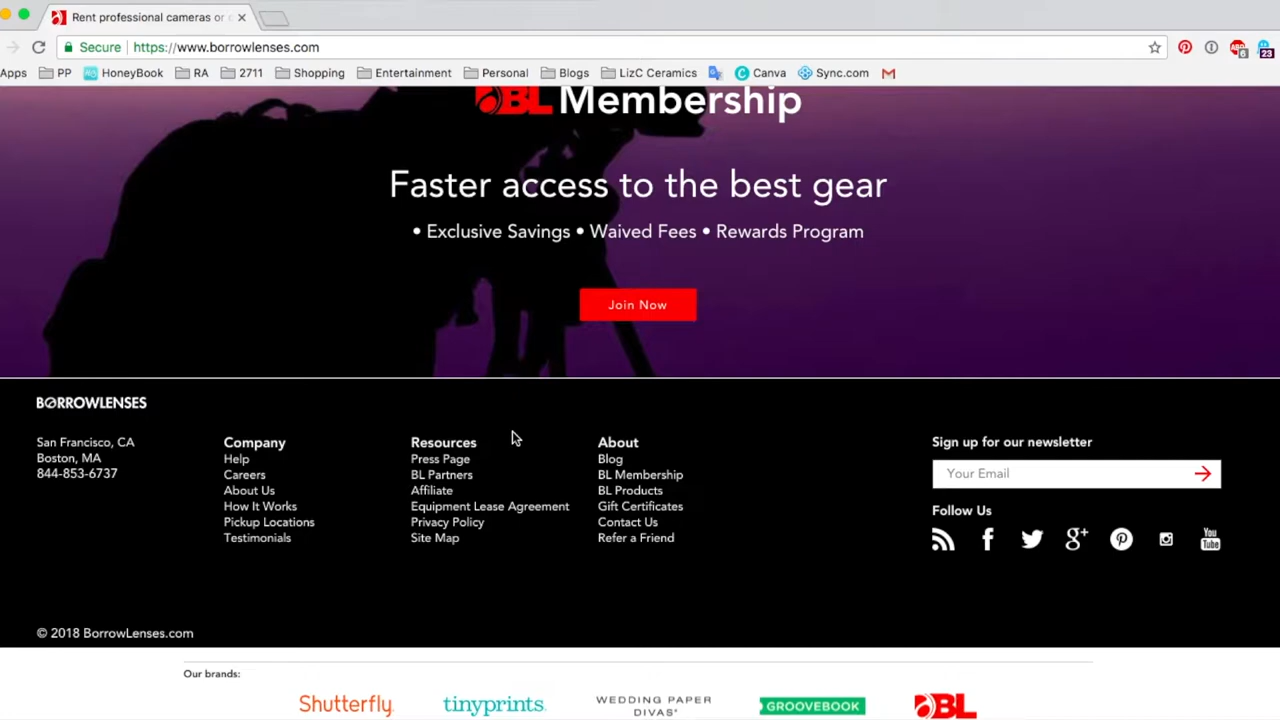 Rent professional cameras or
Secure https://www.borrowlenses.com
Apps PP HoneyBook RA 2711 Shopping Entertainment Personal Blogs LizC Ceramics Canva Sync.com
BL Membership
Faster access to the best gear
• Exclusive Savings • Waived Fees • Rewards Program
Join Now
BORROWLENSES
San Francisco, CA
Boston, MA
844-853-6737
Company
Help
Careers
About Us
How It Works
Pickup Locations
Testimonials
Resources
Press Page
BL Partners
Affiliate
Equipment Lease Agreement
Privacy Policy
Site Map
About
Blog
BL Membership
BL Products
Gift Certificates
Contact Us
Refer a Friend
Sign up for our newsletter
Your Email
Follow Us
You
Tube
© 2018 BorrowLenses.com
Our brands:
Shutterfly tinyprints WEDDING PAPER DIVAS GROOVEBOOK BL